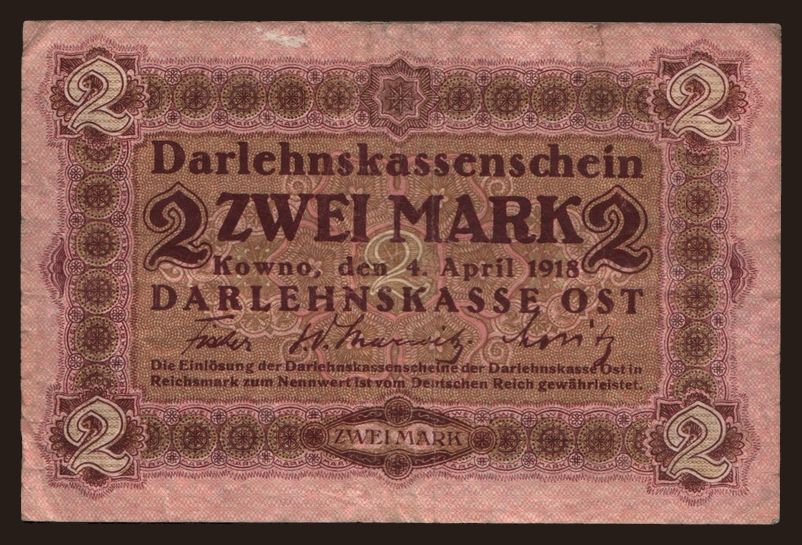 2 2
Darlehnskassenschein
2 ZWEI MARK 2
2
Kowno, den 4. April 1918
DARLEHNSKASSE OST
Die Einlösung der Darlehnskassenscheine der Darlehnskasse Ost in
Reichsmark zum Nennwert ist vom Deutschen Reich gewährleistet.
2 ZWEI MARK 2